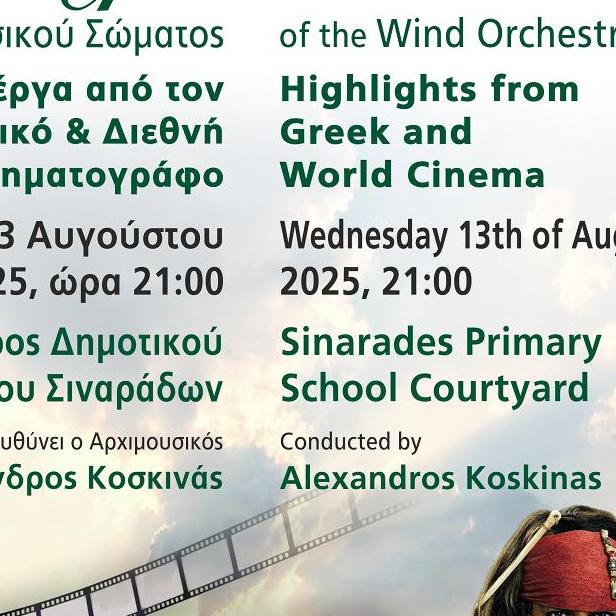 σικού Σώματος
έργα από τον
ικό & Διεθνή
ηματογράφο
3 Αυγούστου
25, ώρα 21:00
ρος Δημοτικού
ου Σιναράδων
υθύνει ο Αρχιμουσικός
νδρος Κοσκινάς
of the Wind Orchestr
Highlights from
Greek and
World Cinema
Wednesday 13th of Aug
2025, 21:00
Sinarades Primary
School Courtyard
Conducted by
Alexandros Koskinas